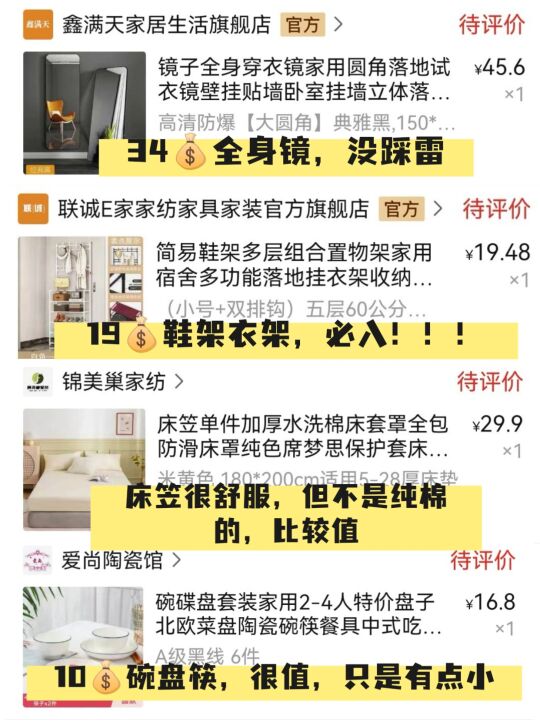 鑫满天家居生活旗舰店 官方 >
待评价
镜子全身穿衣镜家用圆角落地试
衣镜壁挂贴墙卧室挂墙立体落...
¥45.6
×1
高清防爆【大圆角】典雅黑,150*...
34💰全身镜，没踩雷
联诚E家家纺家具家装官方旗舰店 官方 >
待评价
简易鞋架多层组合置物架家用
宿舍多功能落地挂衣架收纳...
¥19.48
×1
（小号+双排钩）五层60公分...
19💰鞋架衣架，必入！！！
锦美巢家纺 >
待评价
床笠单件加厚水洗棉床套罩全包
防滑床罩纯色席梦思保护套床...
¥29.9
×1
米黄色,180*200cm适用5-28厚床垫
床笠很舒服，但不是纯棉
的，比较值
爱尚陶瓷馆 >
待评价
碗碟盘套装家用2-4人特价盘子
北欧菜盘陶瓷碗筷餐具中式吃...
¥16.8
×1
A级黑线 6件
10💰碗盘筷，很值，只是有点小